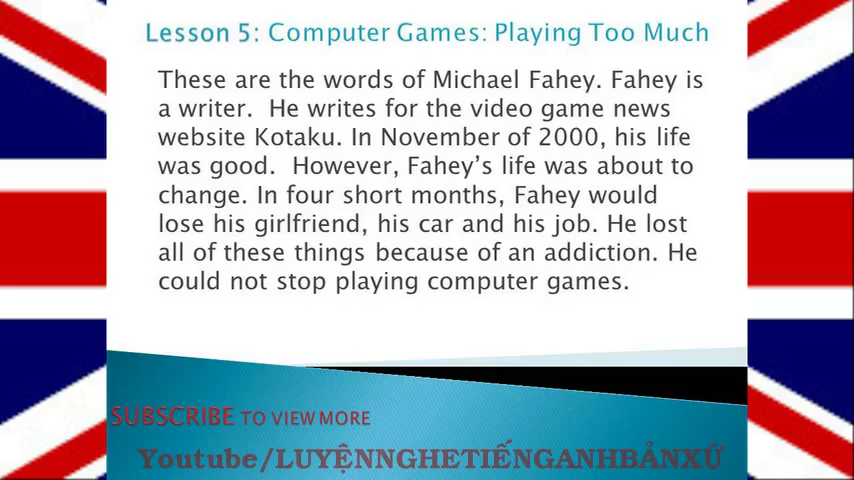 Lesson 5: Computer Games: Playing Too Much
These are the words of Michael Fahey. Fahey is
a writer.  He writes for the video game news
website Kotaku. In November of 2000, his life
was good.  However, Fahey's life was about to
change. In four short months, Fahey would
lose his girlfriend, his car and his job. He lost
all of these things because of an addiction. He
could not stop playing computer games.
SUBSCRIBE TO VIEW MORE
Youtube/LUYỆNNGHETIẾNGANHBẢNXỨ